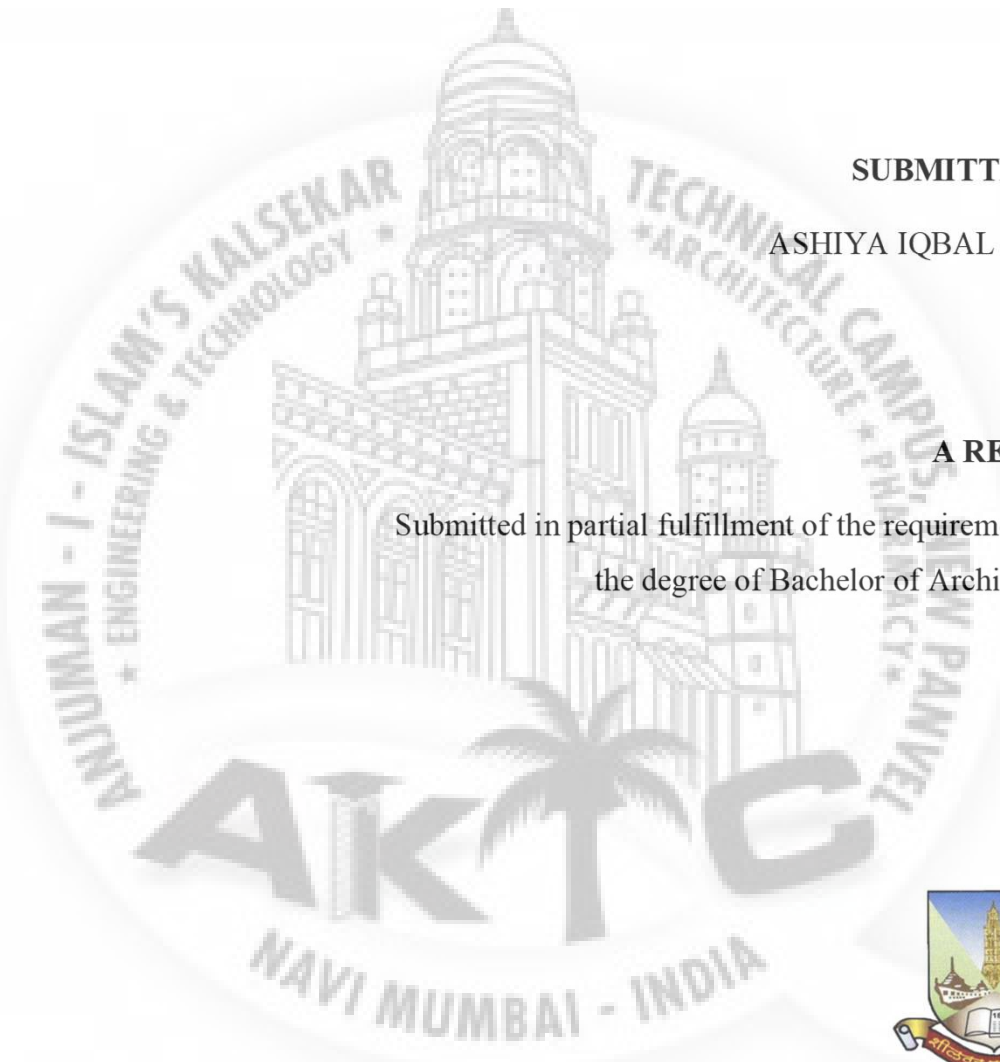 SUBMITT
ASHIYA IQBAL
A RE
Submitted in partial fulfillment of the requirem
the degree of Bachelor of Archi
ANJUMAN - I - ISLAM'S KALSEKAR TECHNICAL CAMPUS, NEW PANVEL
* ENGINEERING & TECHNOLOGY * *ARCHITECTURE * PHARMACY*
AKTC
NAVI MUMBAI - INDIA